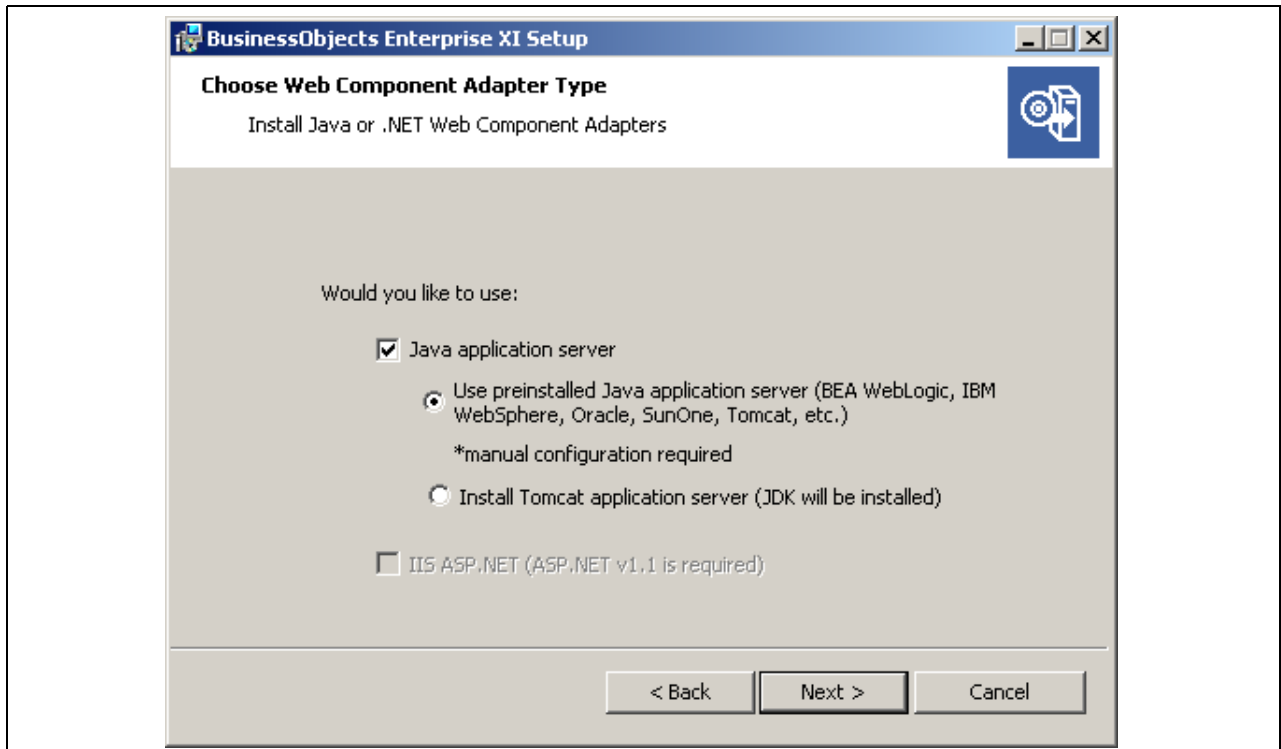 BusinessObjects Enterprise XI Setup
Choose Web Component Adapter Type
Install Java or .NET Web Component Adapters
Would you like to use:
Java application server
Use preinstalled Java application server (BEA WebLogic, IBM
WebSphere, Oracle, SunOne, Tomcat, etc.)
*manual configuration required
Install Tomcat application server (JDK will be installed)
IIS ASP.NET (ASP.NET v1.1 is required)
< Back
Next >
Cancel